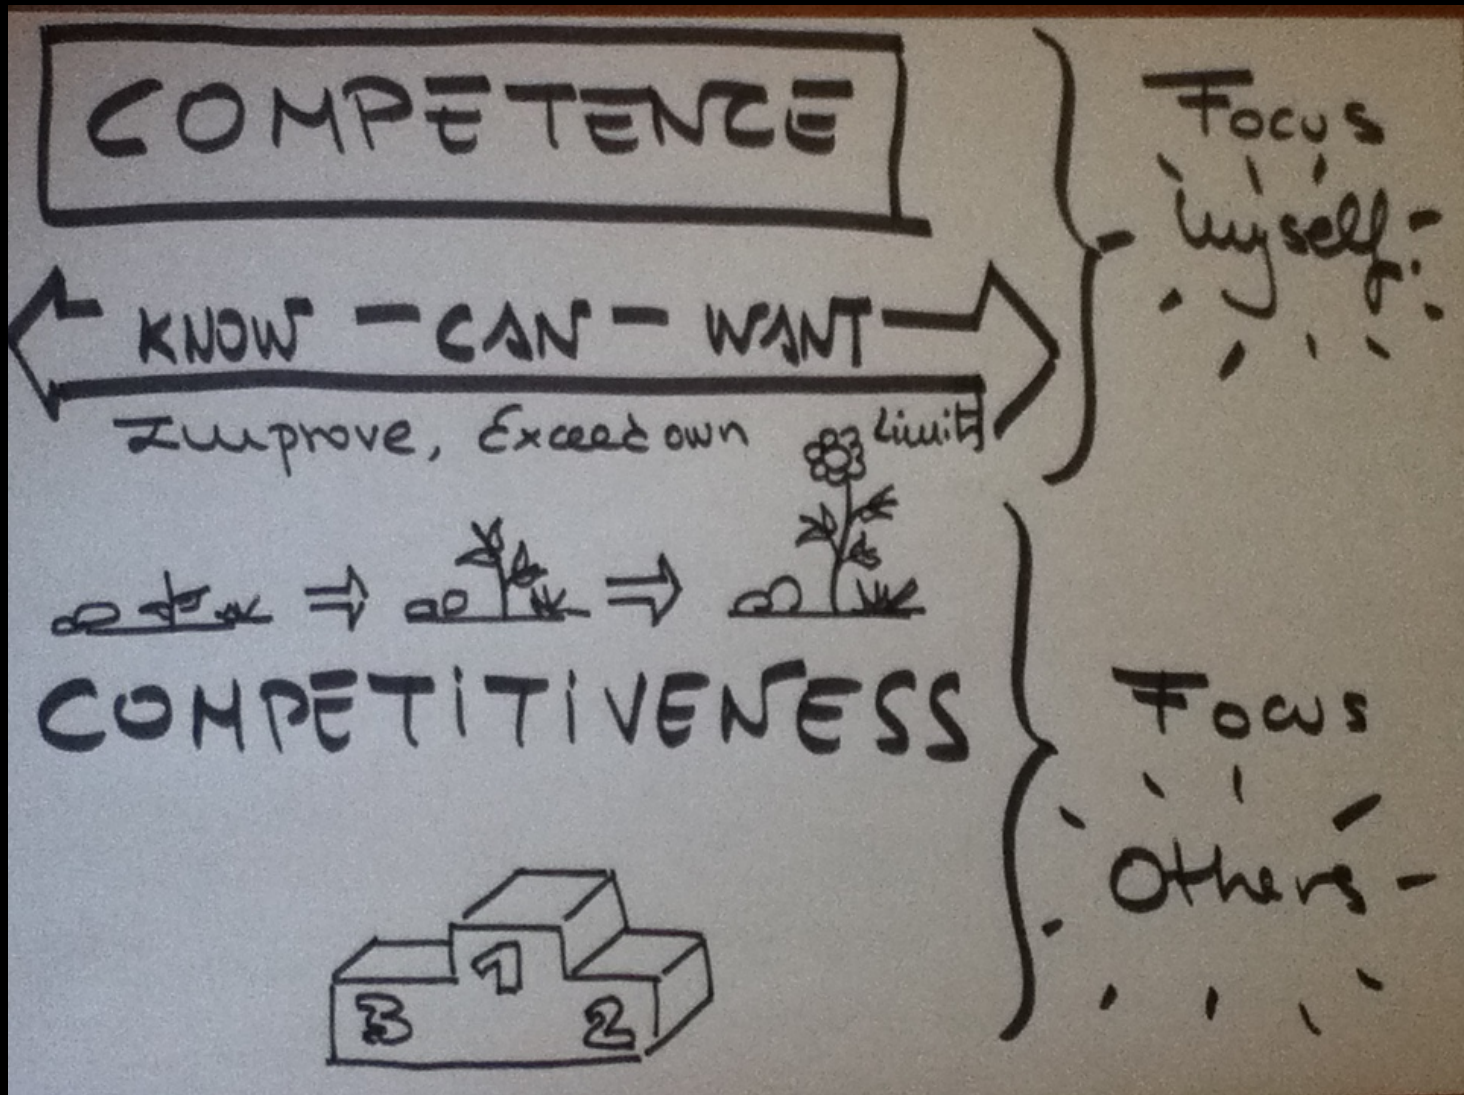 COMPETENCE
Focus
myself
KNOW - CAN - WANT
Improve, Exceed own Limits
COMPETITIVENESS
Focus
Others
1
3 2